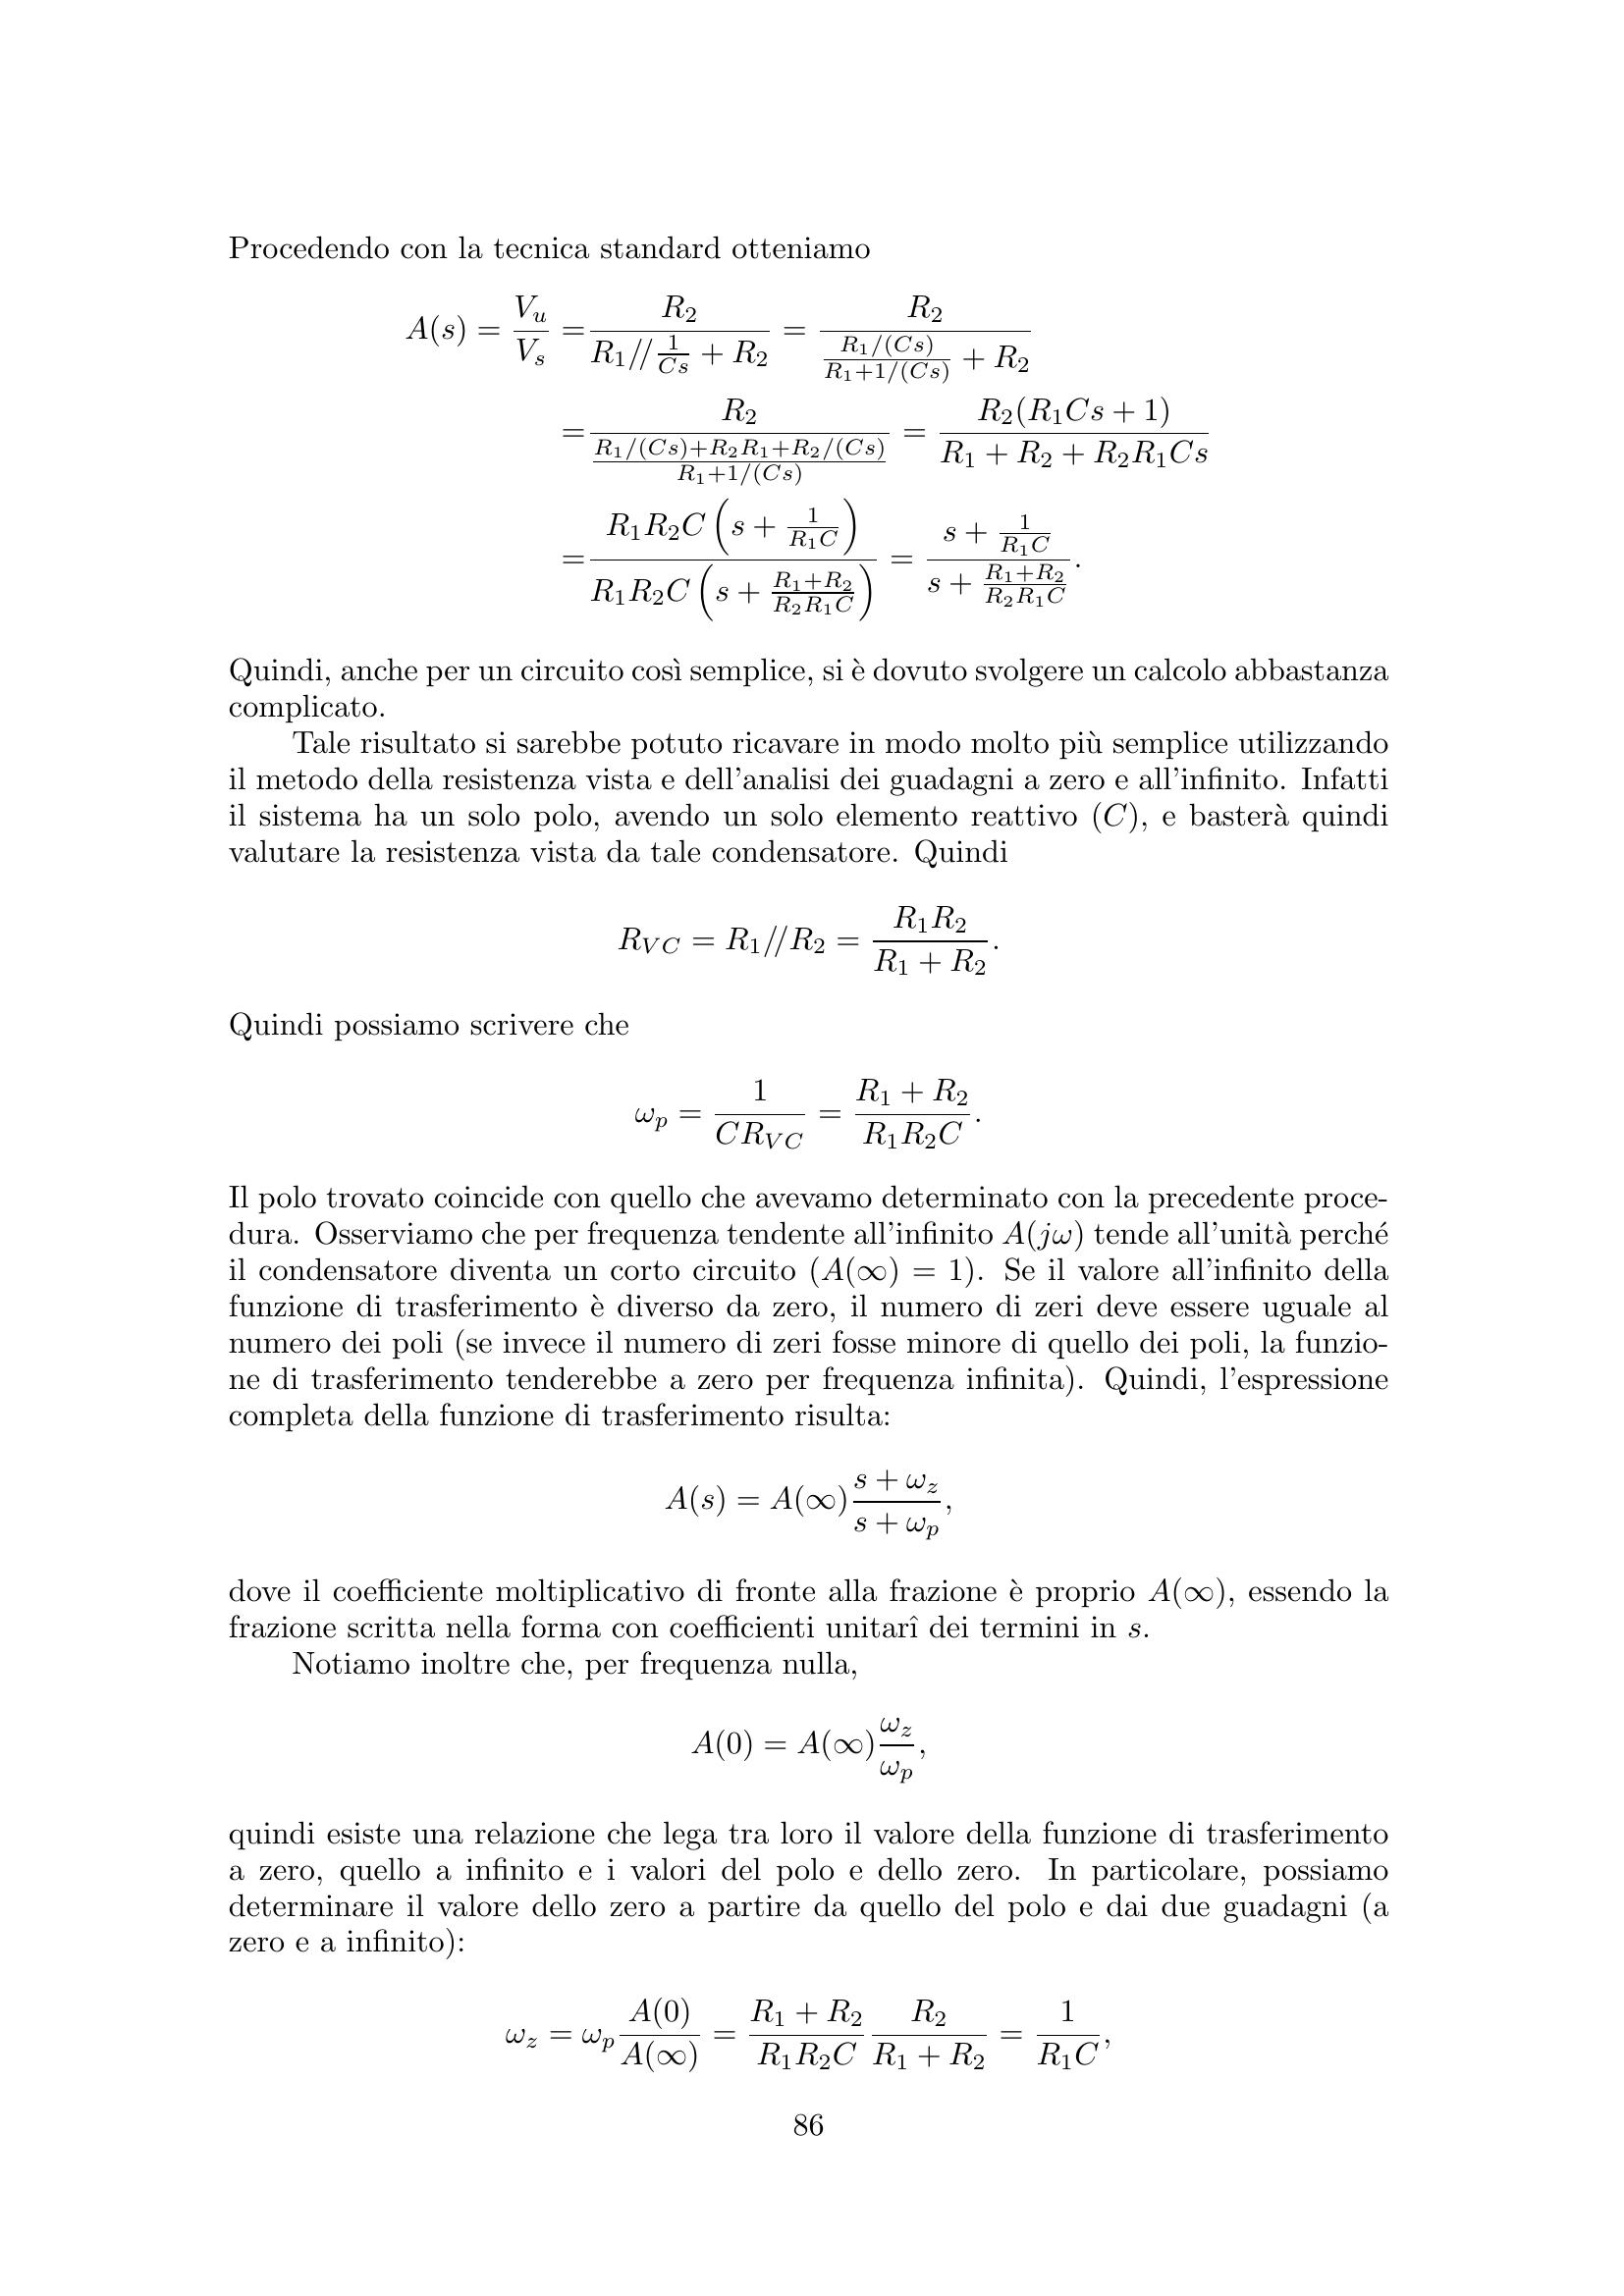 Procedendo con la tecnica standard otteniamo
$$A(s) = \frac{V_u}{V_s} = \frac{R_2}{R_1 // \frac{1}{Cs} + R_2} = \frac{R_2}{\frac{R_1/(Cs)}{R_1+1/(Cs)} + R_2}$$
$$= \frac{R_2}{\frac{R_1/(Cs)+R_2R_1+R_2/(Cs)}{R_1+1/(Cs)}} = \frac{R_2(R_1Cs + 1)}{R_1 + R_2 + R_2R_1Cs}$$
$$= \frac{R_1R_2C\left(s + \frac{1}{R_1C}\right)}{R_1R_2C\left(s + \frac{R_1+R_2}{R_2R_1C}\right)} = \frac{s + \frac{1}{R_1C}}{s + \frac{R_1+R_2}{R_2R_1C}}.$$
Quindi, anche per un circuito così semplice, si è dovuto svolgere un calcolo abbastanza
complicato.
Tale risultato si sarebbe potuto ricavare in modo molto più semplice utilizzando
il metodo della resistenza vista e dell'analisi dei guadagni a zero e all'infinito. Infatti
il sistema ha un solo polo, avendo un solo elemento reattivo (C), e basterà quindi
valutare la resistenza vista da tale condensatore. Quindi
$$R_{VC} = R_1 // R_2 = \frac{R_1R_2}{R_1 + R_2}.$$
Quindi possiamo scrivere che
$$\omega_p = \frac{1}{CR_{VC}} = \frac{R_1 + R_2}{R_1R_2C}.$$
Il polo trovato coincide con quello che avevamo determinato con la precedente proce-
dura. Osserviamo che per frequenza tendente all'infinito A(jω) tende all'unità perché
il condensatore diventa un corto circuito (A(∞) = 1). Se il valore all'infinito della
funzione di trasferimento è diverso da zero, il numero di zeri deve essere uguale al
numero dei poli (se invece il numero di zeri fosse minore di quello dei poli, la funzio-
ne di trasferimento tenderebbe a zero per frequenza infinita). Quindi, l'espressione
completa della funzione di trasferimento risulta:
$$A(s) = A(\infty)\frac{s + \omega_z}{s + \omega_p},$$
dove il coefficiente moltiplicativo di fronte alla frazione è proprio A(∞), essendo la
frazione scritta nella forma con coefficienti unitarî dei termini in s.
Notiamo inoltre che, per frequenza nulla,
$$A(0) = A(\infty)\frac{\omega_z}{\omega_p},$$
quindi esiste una relazione che lega tra loro il valore della funzione di trasferimento
a zero, quello a infinito e i valori del polo e dello zero. In particolare, possiamo
determinare il valore dello zero a partire da quello del polo e dai due guadagni (a
zero e a infinito):
$$\omega_z = \omega_p\frac{A(0)}{A(\infty)} = \frac{R_1 + R_2}{R_1R_2C}\frac{R_2}{R_1 + R_2} = \frac{1}{R_1C},$$
86